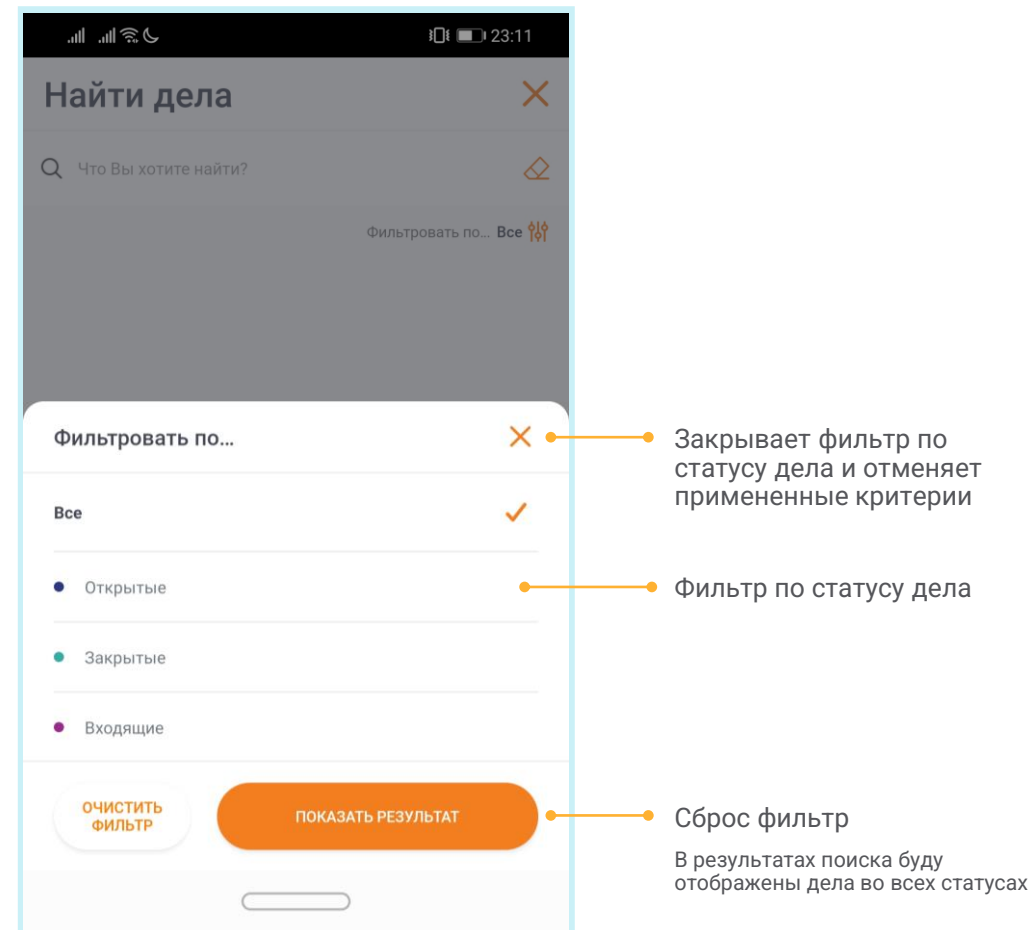 23:11
Найти дела
Что Вы хотите найти?
Фильтровать по... Все
Фильтровать по...
Закрывает фильтр по
статусу дела и отменяет
примененные критерии
Все
Открытые
Фильтр по статусу дела
Закрытые
Входящие
ОЧИСТИТЬ
ФИЛЬТР
ПОКАЗАТЬ РЕЗУЛЬТАТ
Сброс фильтр
В результатах поиска буду
отображены дела во всех статусах